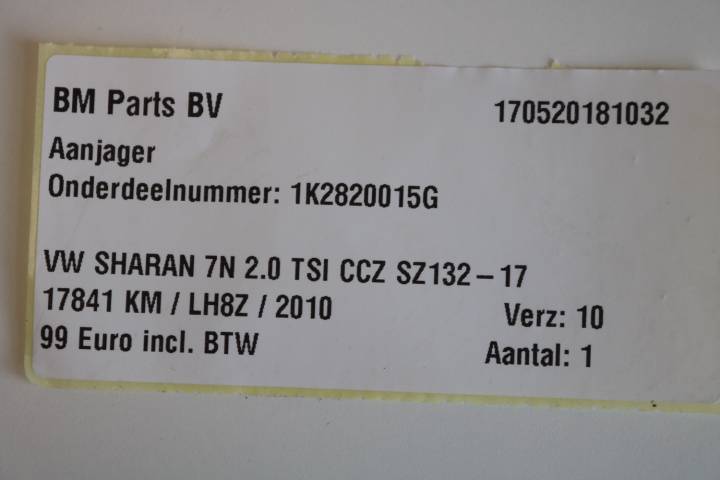 BM Parts BV 170520181032
Aanjager
Onderdeelnummer: 1K2820015G
VW SHARAN 7N 2.0 TSI CCZ SZ132-17
17841 KM / LH8Z / 2010 Verz: 10
99 Euro incl. BTW Aantal: 1